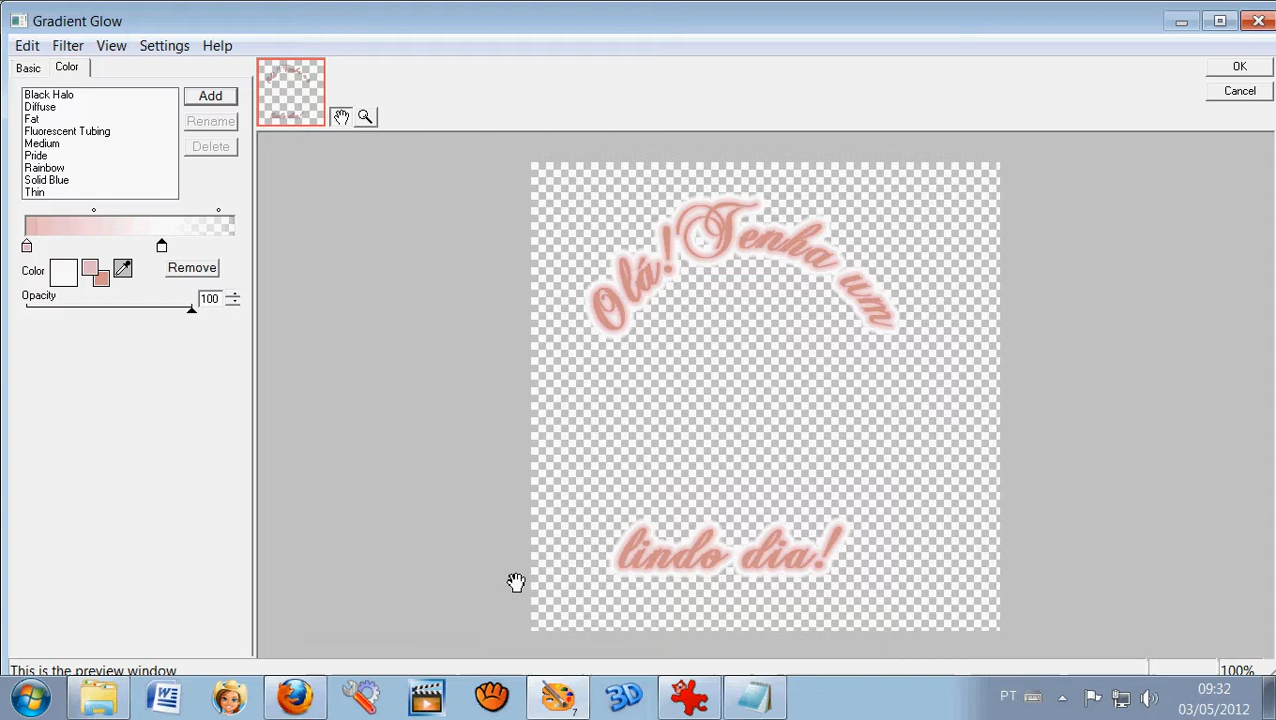 Gradient Glow
Edit Filter View Settings Help
Basic Color
Black Halo
Diffuse
Fat
Fluorescent Tubing
Medium
Pride
Rainbow
Solid Blue
Thin
Add
Rename
Delete
Color
Remove
Opacity
100
OK
Cancel
Olá! Tenha um
lindo dia!
This is the preview window
100%
W
7
3D
PT
09:32
03/05/2012